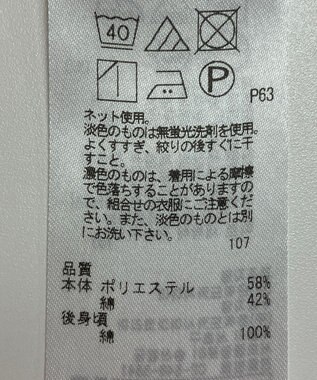 40
P
P63
ネット使用。
淡色のものは無蛍光洗剤を使用。
よくすすぎ、絞りの後すぐに干
すこと。
濃色のものは、着用による摩擦
で色落ちすることがありますの
で、組合せの衣服にご注意くだ
さい。また、淡色のものとは別
にお洗い下さい。
107
品質
本体 ポリエステル 58%
綿 42%
後身頃
綿 100%